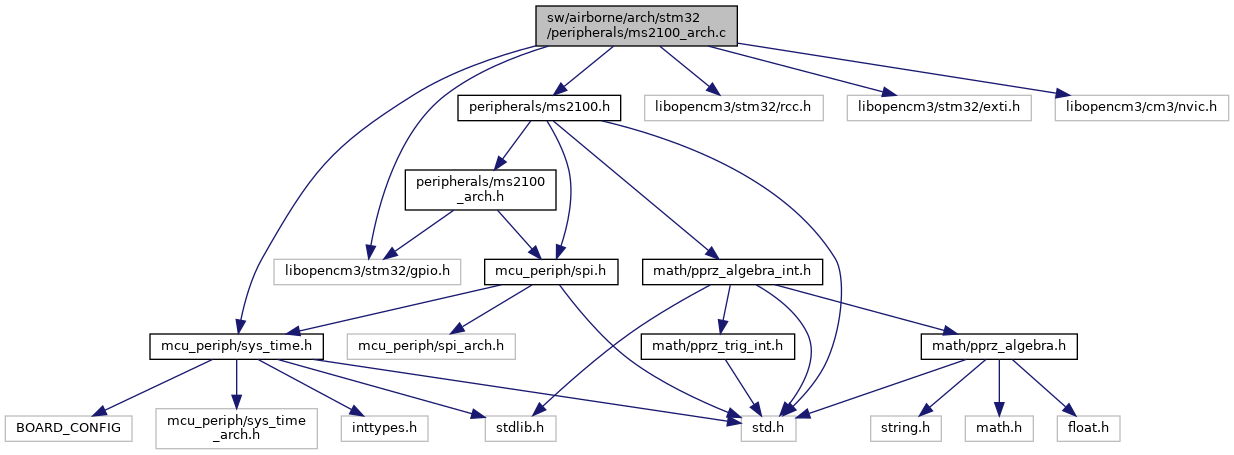 sw/airborne/arch/stm32
/peripherals/ms2100_arch.c
peripherals/ms2100.h
libopencm3/stm32/rcc.h
libopencm3/stm32/exti.h
libopencm3/cm3/nvic.h
peripherals/ms2100
_arch.h
libopencm3/stm32/gpio.h
mcu_periph/spi.h
math/pprz_algebra_int.h
mcu_periph/sys_time.h
mcu_periph/spi_arch.h
math/pprz_trig_int.h
math/pprz_algebra.h
BOARD_CONFIG
mcu_periph/sys_time
_arch.h
inttypes.h
stdlib.h
std.h
string.h
math.h
float.h